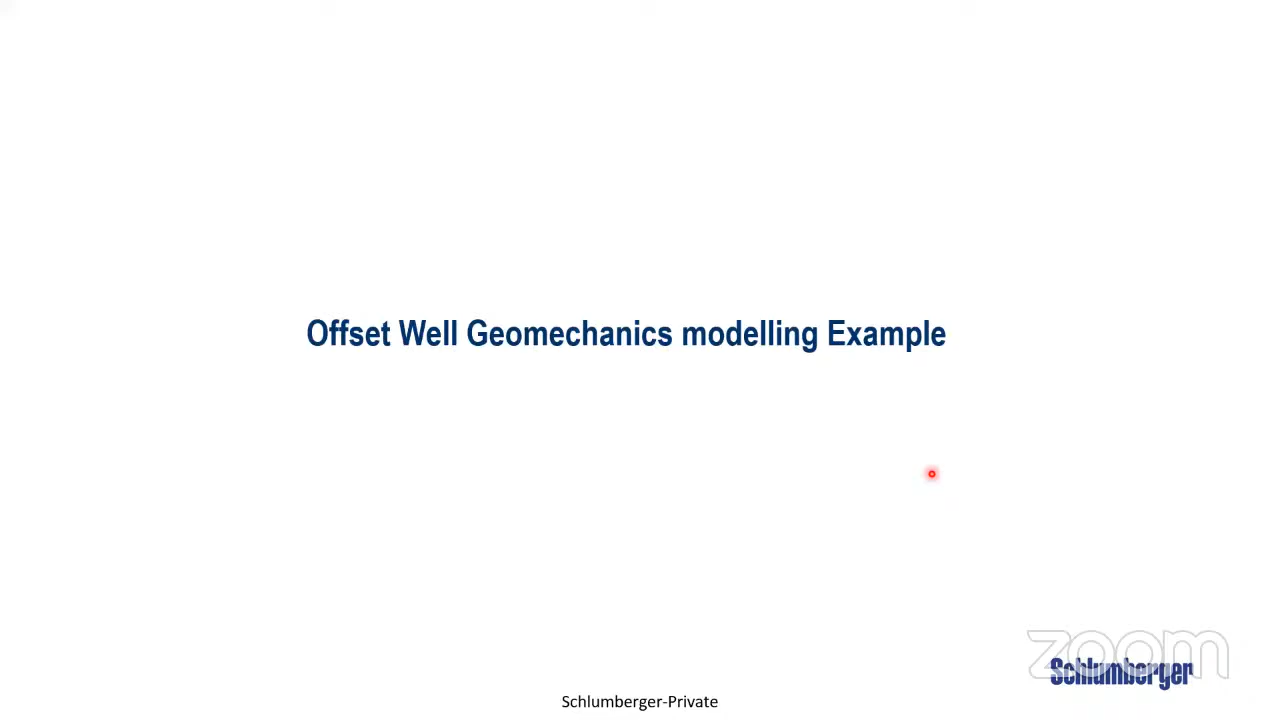 Offset Well Geomechanics modelling Example
zoom
Schlumberger
Schlumberger-Private